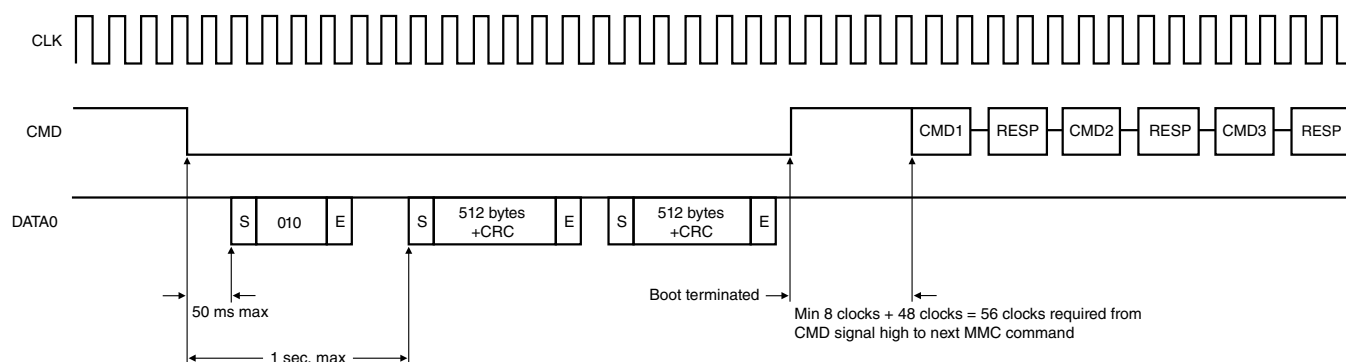 CLK
CMD
CMD1 RESP CMD2 RESP CMD3 RESP
DATA0
S 010 E
S 512 bytes
+CRC E
S 512 bytes
+CRC E
50 ms max
Boot terminated
1 sec. max
Min 8 clocks + 48 clocks = 56 clocks required from
CMD signal high to next MMC command